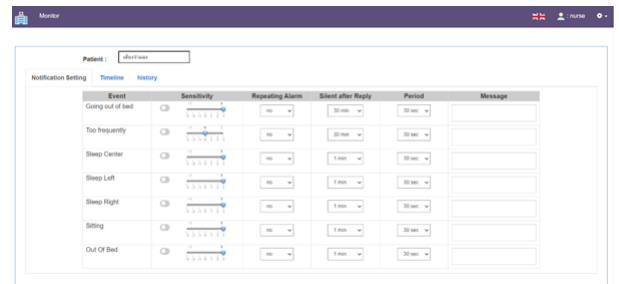 Monitor
: nurse
Patient :
Notification Setting Timeline history
Event Sensitivity Repeating Alarm Silent after Reply Period Message
Going out of bed no 30 min 30 sec
Too frequently no 30 min 30 sec
Sleep Center no 1 min 30 sec
Sleep Left no 1 min 30 sec
Sleep Right no 1 min 30 sec
Sitting no 1 min 30 sec
Out Of Bed no 1 min 30 sec